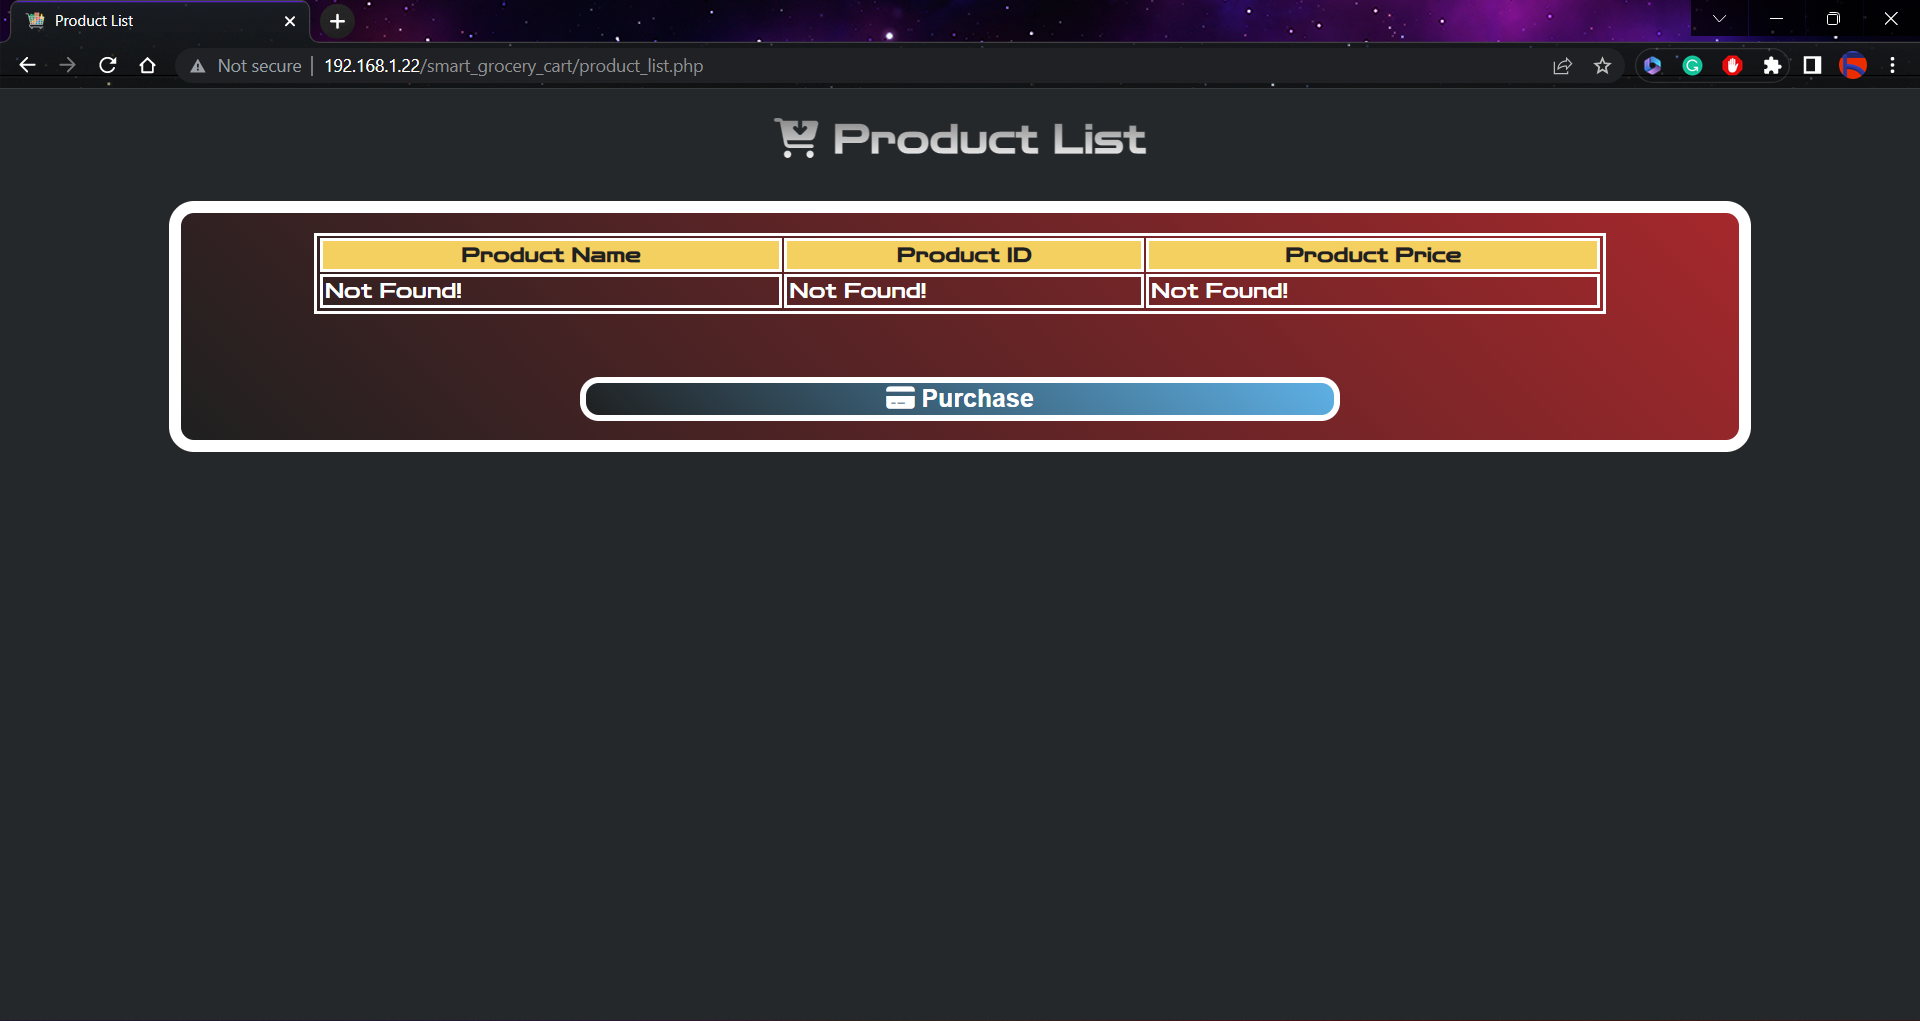 Product List
Not secure 192.168.1.22/smart_grocery_cart/product_list.php
Product List
Product Name Product ID Product Price
Not Found! Not Found! Not Found!
Purchase